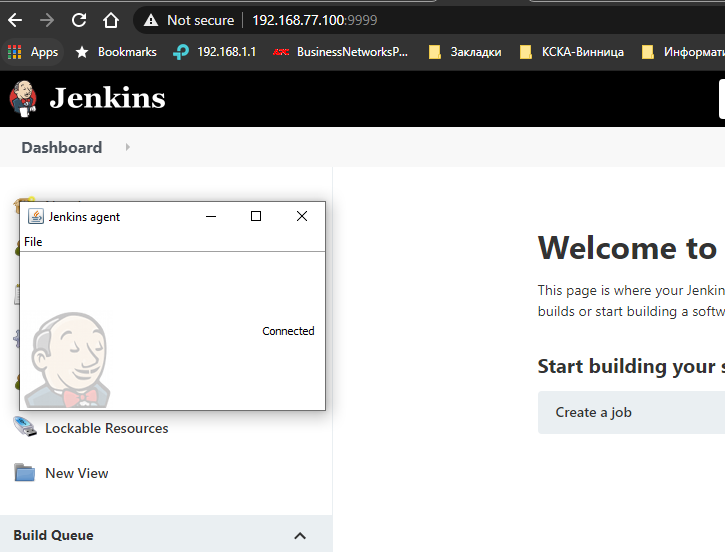 Not secure | 192.168.77.100:9999
Apps Bookmarks 192.168.1.1 BusinessNetworksP... Закладки КСКА-Винница Информати
Jenkins
Dashboard
Jenkins agent
File
Connected
Welcome to
This page is where your Jenkin
builds or start building a softw
Start building your s
Create a job
Lockable Resources
New View
Build Queue